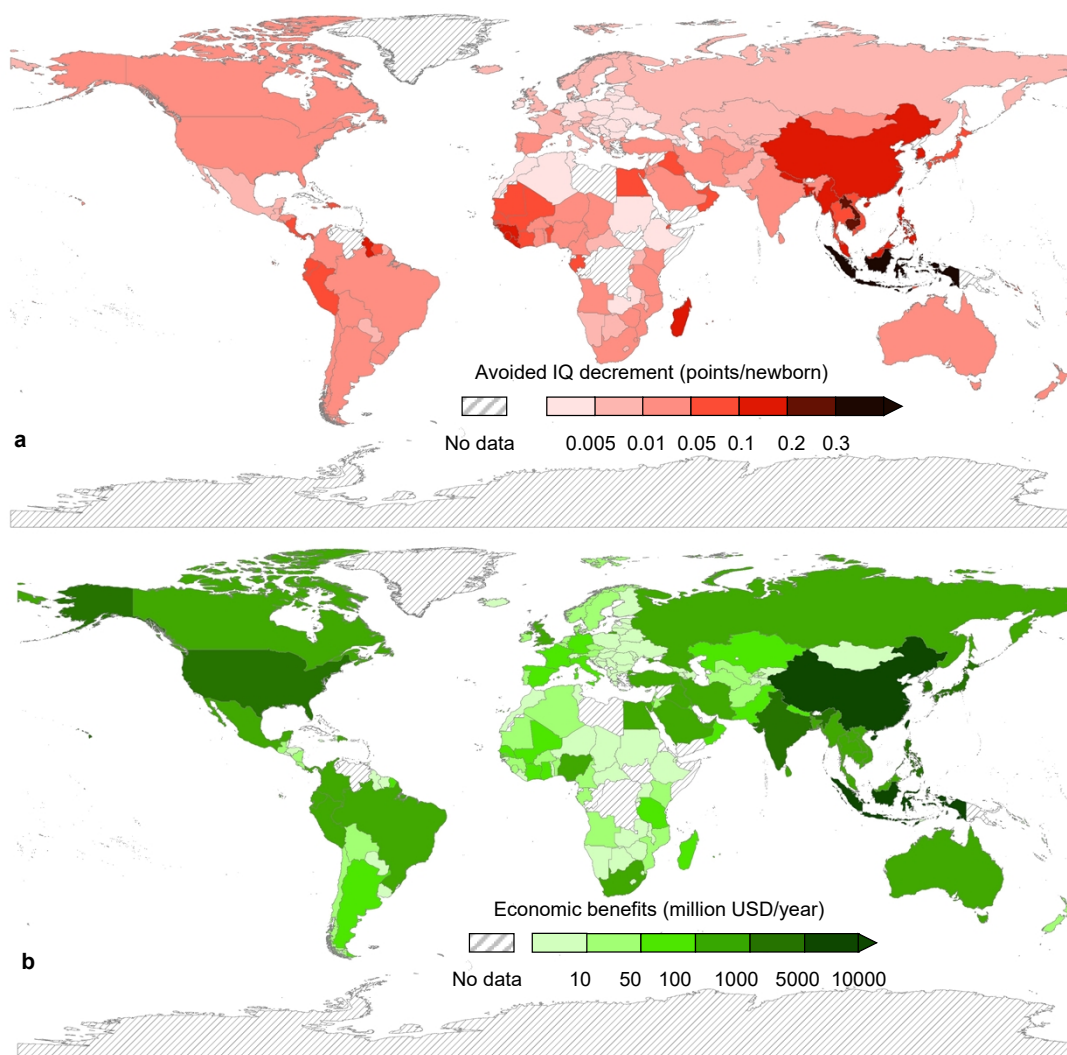 Avoided IQ decrement (points/newborn)
No data
0.005 0.01 0.05 0.1 0.2 0.3
a
Economic benefits (million USD/year)
No data
10 50 100 1000 5000 10000
b